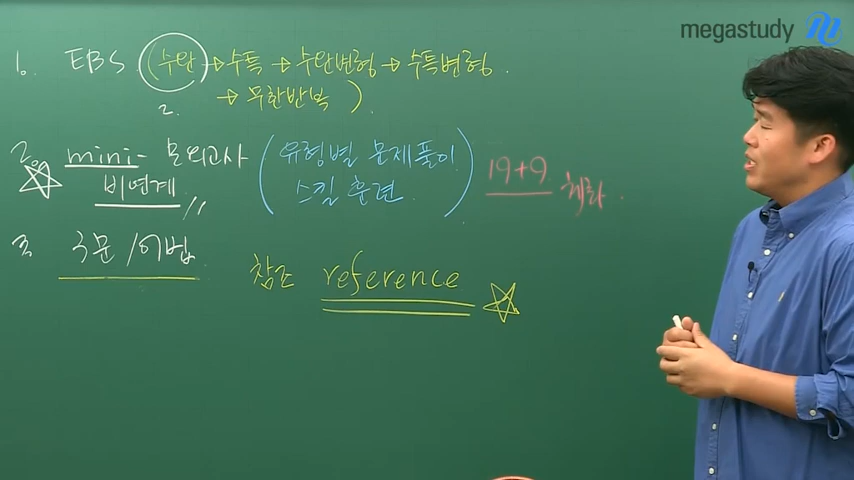 megastudy
1. EBS (수완 → 수특 → 수완변형 → 수특변형.
2. → 무한반복).
2. mini- 모의고사 (유형별 문제풀이
비연계 스킬 훈련) 19+9 체화.
3. 구문/어법
참조 reference